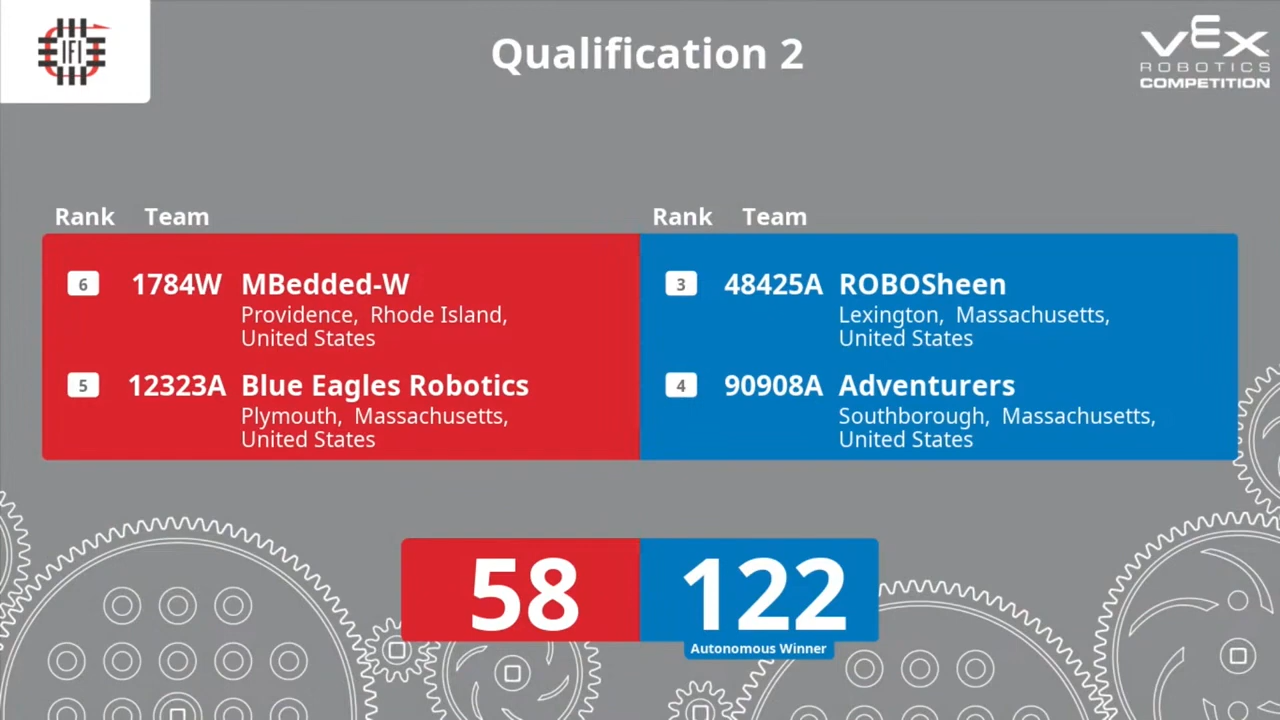 IFI
Qualification 2
VEX
ROBOTICS
COMPETITION
Rank Team
6 1784W MBedded-W
Providence, Rhode Island,
United States
5 12323A Blue Eagles Robotics
Plymouth, Massachusetts,
United States
Rank Team
3 48425A ROBOSheen
Lexington, Massachusetts,
United States
4 90908A Adventurers
Southborough, Massachusetts,
United States
58
122
Autonomous Winner